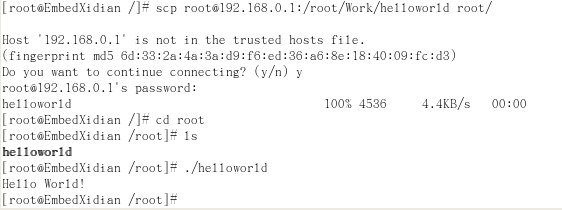 [root@EmbedXidian /]# scp root@192.168.0.1:/root/Work/helloworld root/
Host '192.168.0.1' is not in the trusted hosts file.
(fingerprint md5 6d:33:2a:4a:3a:d9:f6:ed:36:a6:8e:18:40:09:fc:d3)
Do you want to continue connecting? (y/n) y
root@192.168.0.1's password:
helloworld 100% 4536 4.4KB/s 00:00
[root@EmbedXidian /]# cd root
[root@EmbedXidian /root]# ls
helloworld
[root@EmbedXidian /root]# ./helloworld
Hello World!
[root@EmbedXidian /root]#